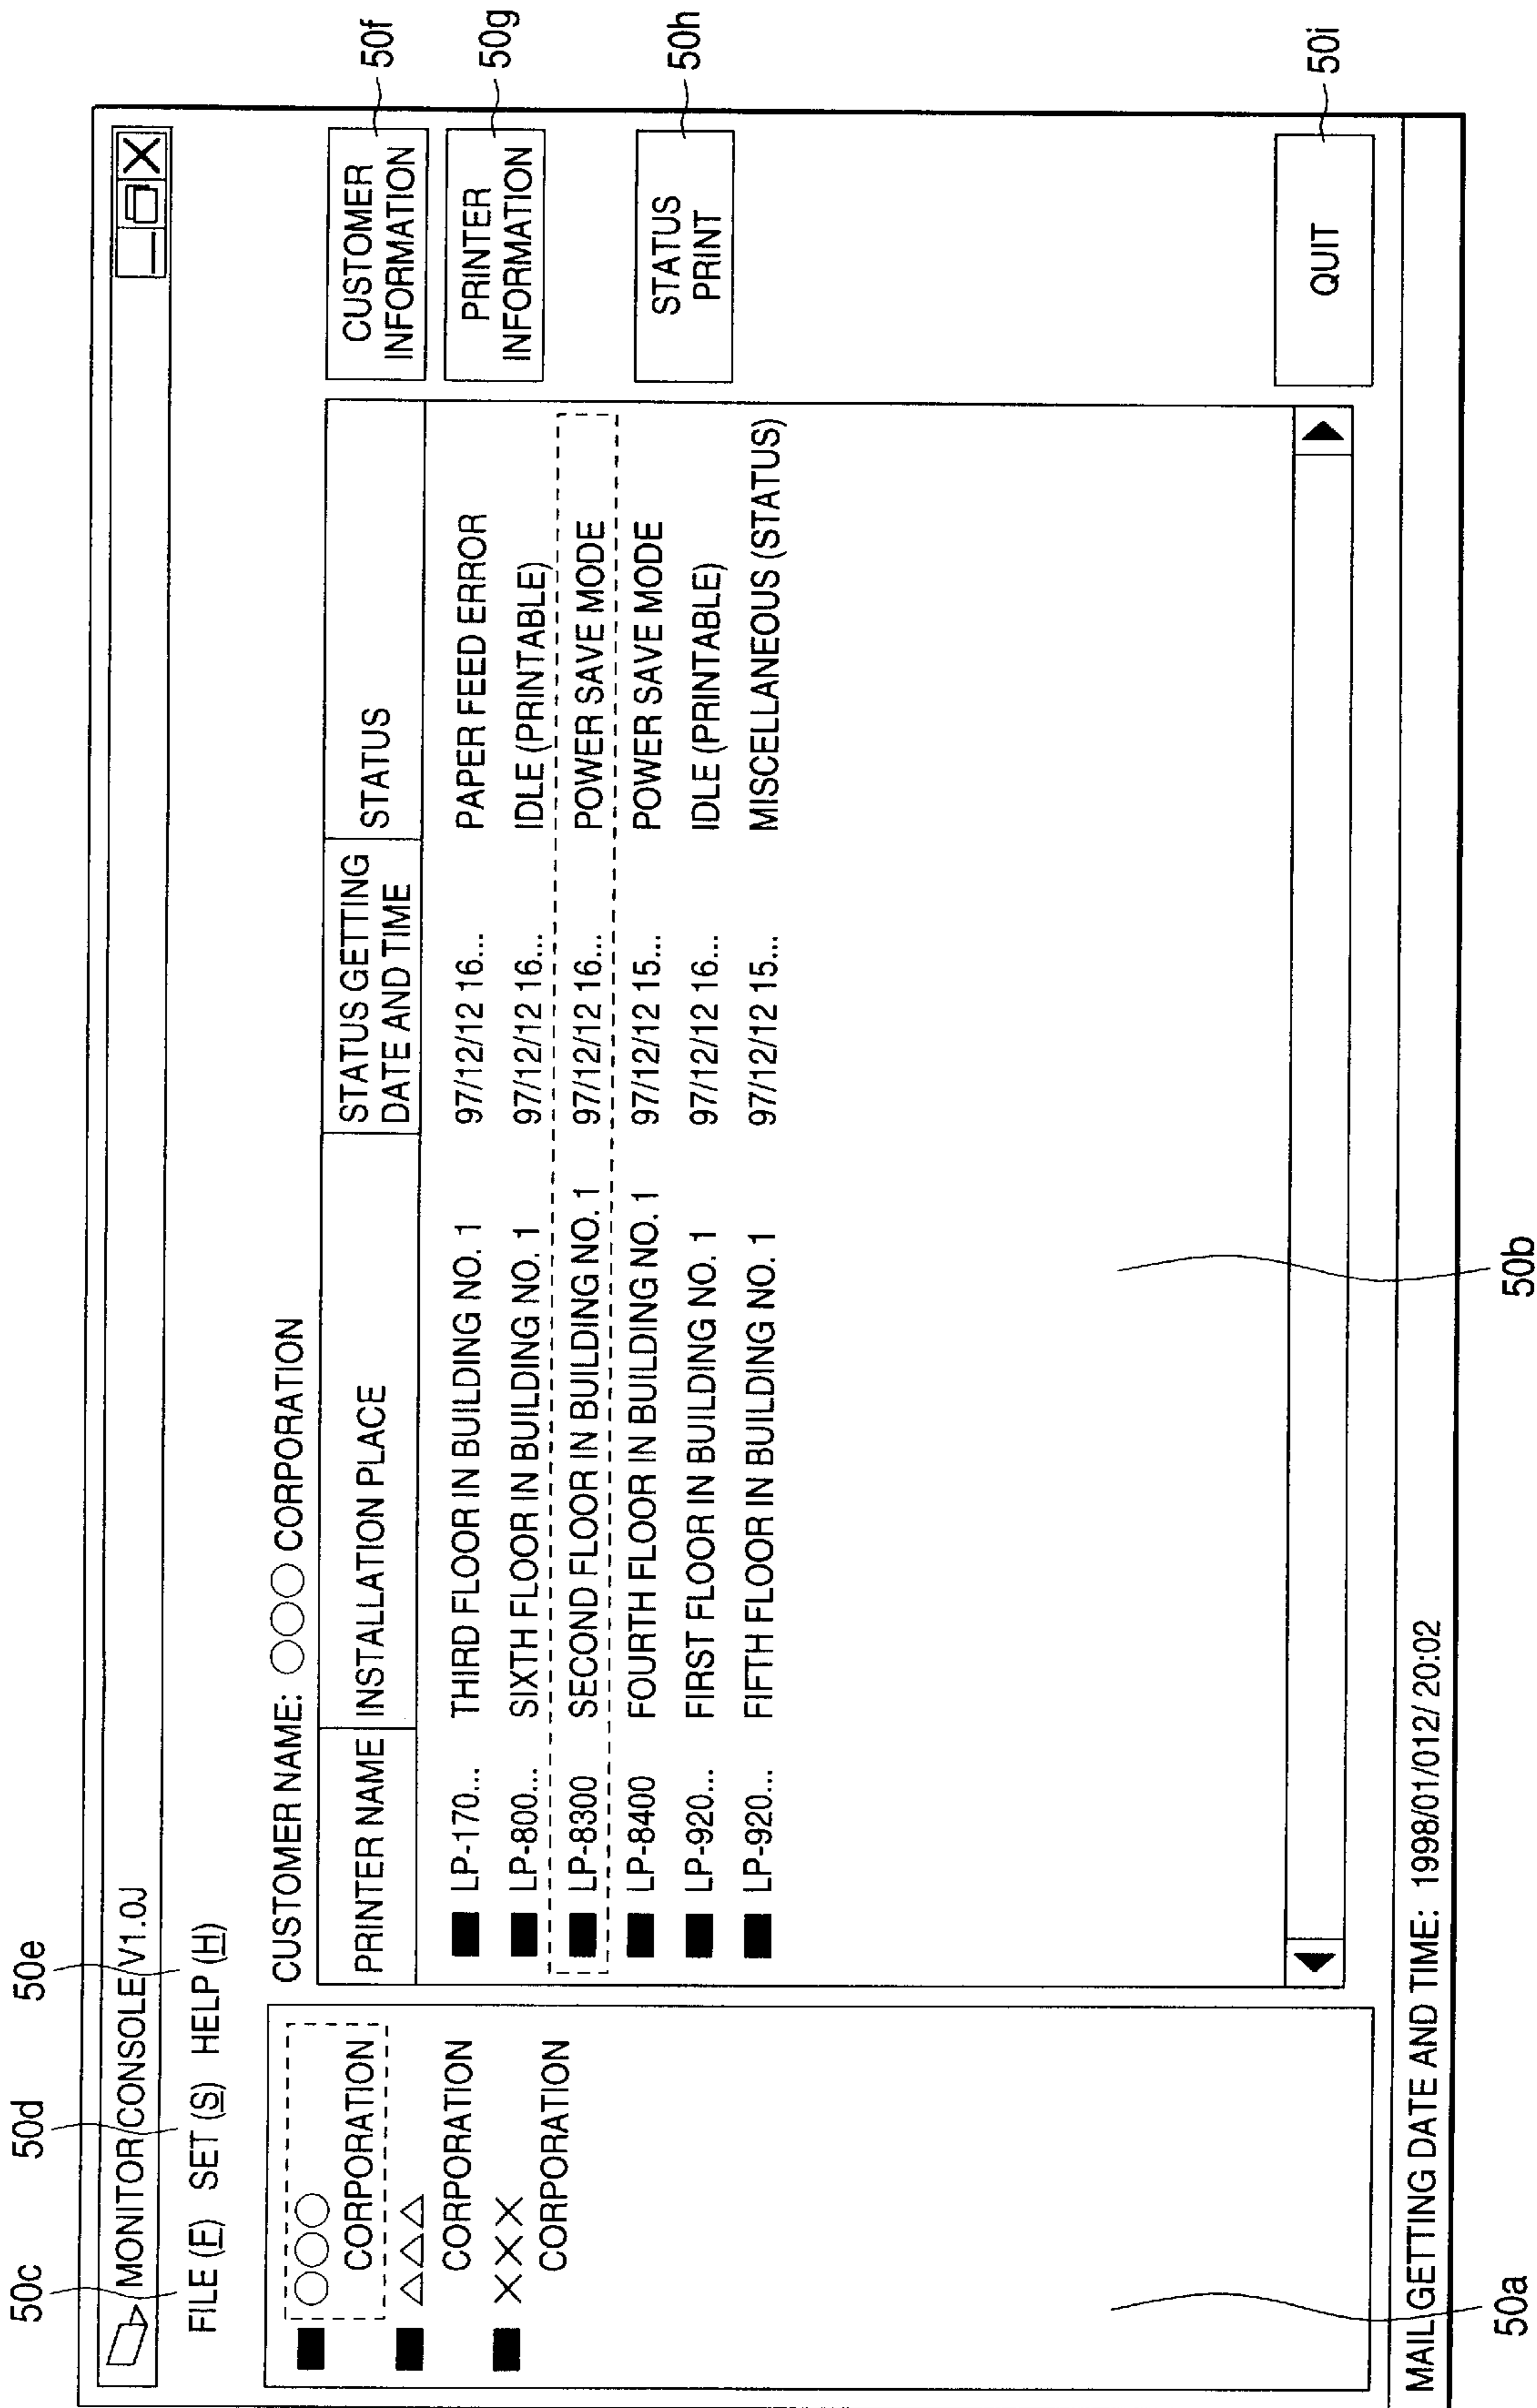 50c 50d 50e
MONITOR CONSOLE V1.0J
FILE (F) SET (S) HELP (H)
○○○
CORPORATION
△△△
CORPORATION
×××
CORPORATION
CUSTOMER NAME: ○○○ CORPORATION
PRINTER NAME INSTALLATION PLACE STATUS GETTING DATE AND TIME STATUS
LP-170... THIRD FLOOR IN BUILDING NO. 1 97/12/12 16... PAPER FEED ERROR
LP-800... SIXTH FLOOR IN BUILDING NO. 1 97/12/12 16... IDLE (PRINTABLE)
LP-8300 SECOND FLOOR IN BUILDING NO. 1 97/12/12 16... POWER SAVE MODE
LP-8400 FOURTH FLOOR IN BUILDING NO. 1 97/12/12 15... POWER SAVE MODE
LP-920... FIRST FLOOR IN BUILDING NO. 1 97/12/12 16... IDLE (PRINTABLE)
LP-920... FIFTH FLOOR IN BUILDING NO. 1 97/12/12 15... MISCELLANEOUS (STATUS)
CUSTOMER
INFORMATION
50f
PRINTER
INFORMATION
50g
STATUS
PRINT
50h
QUIT
50i
MAIL GETTING DATE AND TIME: 1998/01/012/ 20:02
50a 50b